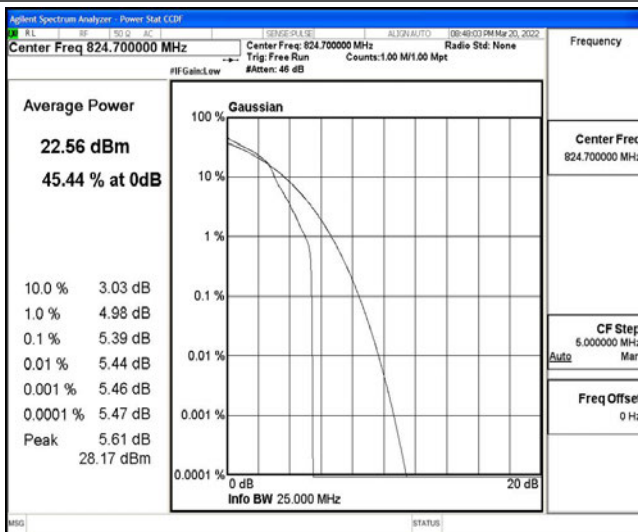 Agilent Spectrum Analyzer - Power Stat CCDF
RL RF 50 Ω AC SENSE:PULSE ALIGN AUTO 08:48:03 PM Mar 20, 2022
Center Freq 824.700000 MHz
Center Freq: 824.700000 MHz Radio Std: None
Trig: Free Run Counts:1.00 M/1.00 Mpt
#IFGain:Low #Atten: 46 dB
Frequency
Average Power
22.56 dBm
45.44 % at 0dB
10.0 % 3.03 dB
1.0 % 4.98 dB
0.1 % 5.39 dB
0.01 % 5.44 dB
0.001 % 5.46 dB
0.0001 % 5.47 dB
Peak 5.61 dB
28.17 dBm
Gaussian
100 %
10 %
1 %
0.1 %
0.01 %
0.001 %
0.0001 %
0 dB 20 dB
Info BW 25.000 MHz
Center Freq
824.700000 MHz
CF Step
5.000000 MHz
Auto Man
Freq Offset
0 Hz
MSG STATUS